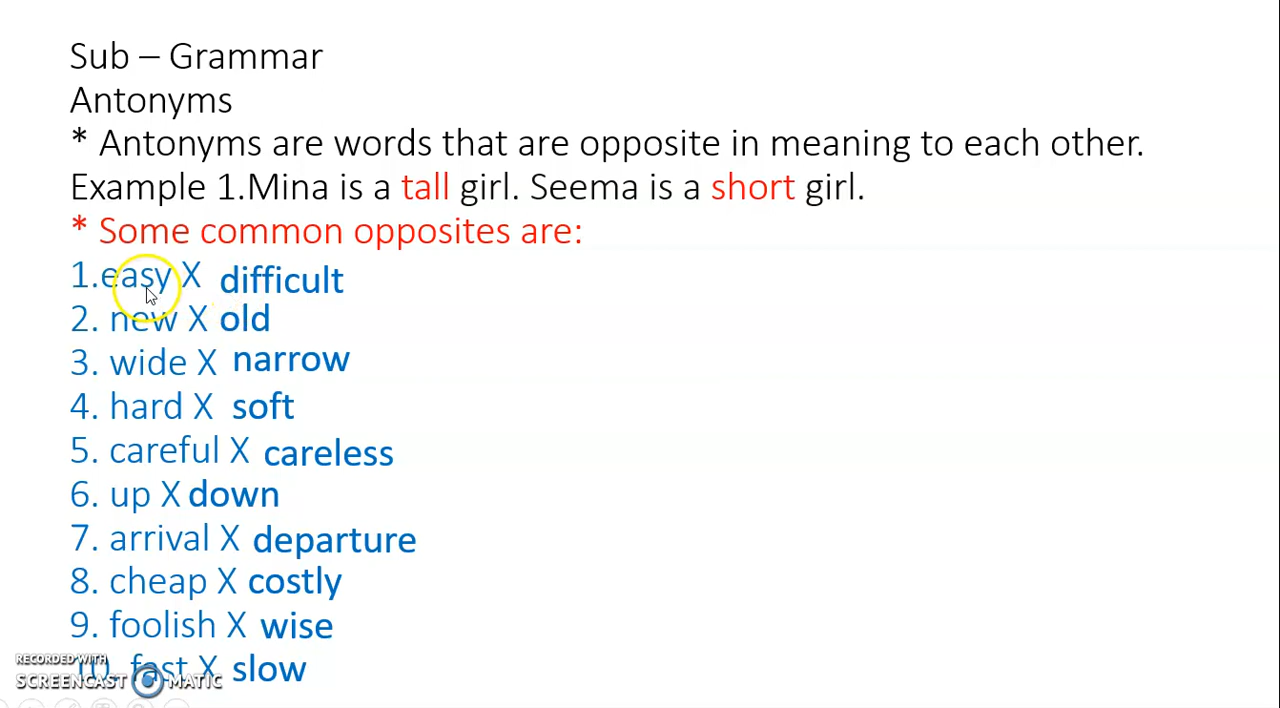 Sub – Grammar
Antonyms
* Antonyms are words that are opposite in meaning to each other.
Example 1.Mina is a tall girl. Seema is a short girl.
* Some common opposites are:
1.easy X difficult
2. new X old
3. wide X narrow
4. hard X soft
5. careful X careless
6. up X down
7. arrival X departure
8. cheap X costly
9. foolish X wise
10. fast X slow
RECORDED WITH
SCREENCAST MATIC